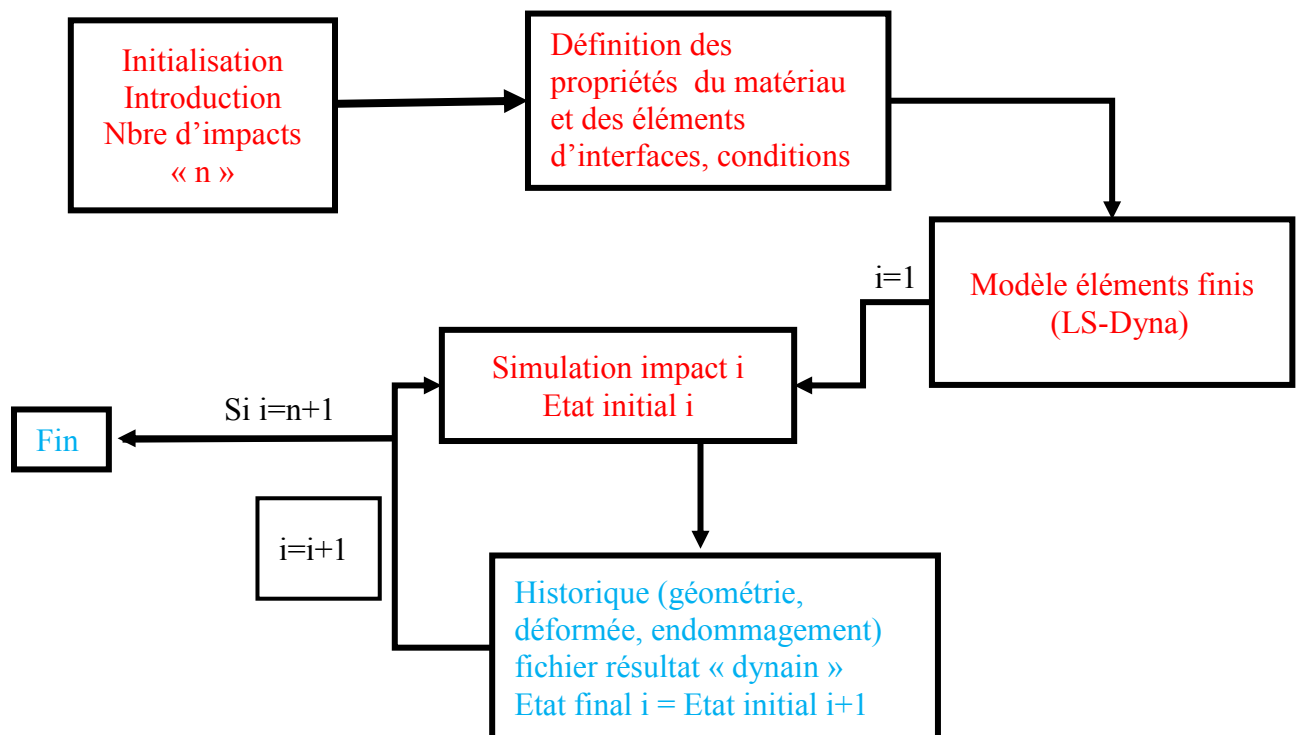 Initialisation
Introduction
Nbre d’impacts
« n »
Définition des
propriétés du matériau
et des éléments
d’interfaces, conditions
Modèle éléments finis
(LS-Dyna)
i=1
Simulation impact i
Etat initial i
Si i=n+1
Fin
i=i+1
Historique (géométrie,
déformée, endommagement)
fichier résultat « dynain »
Etat final i = Etat initial i+1